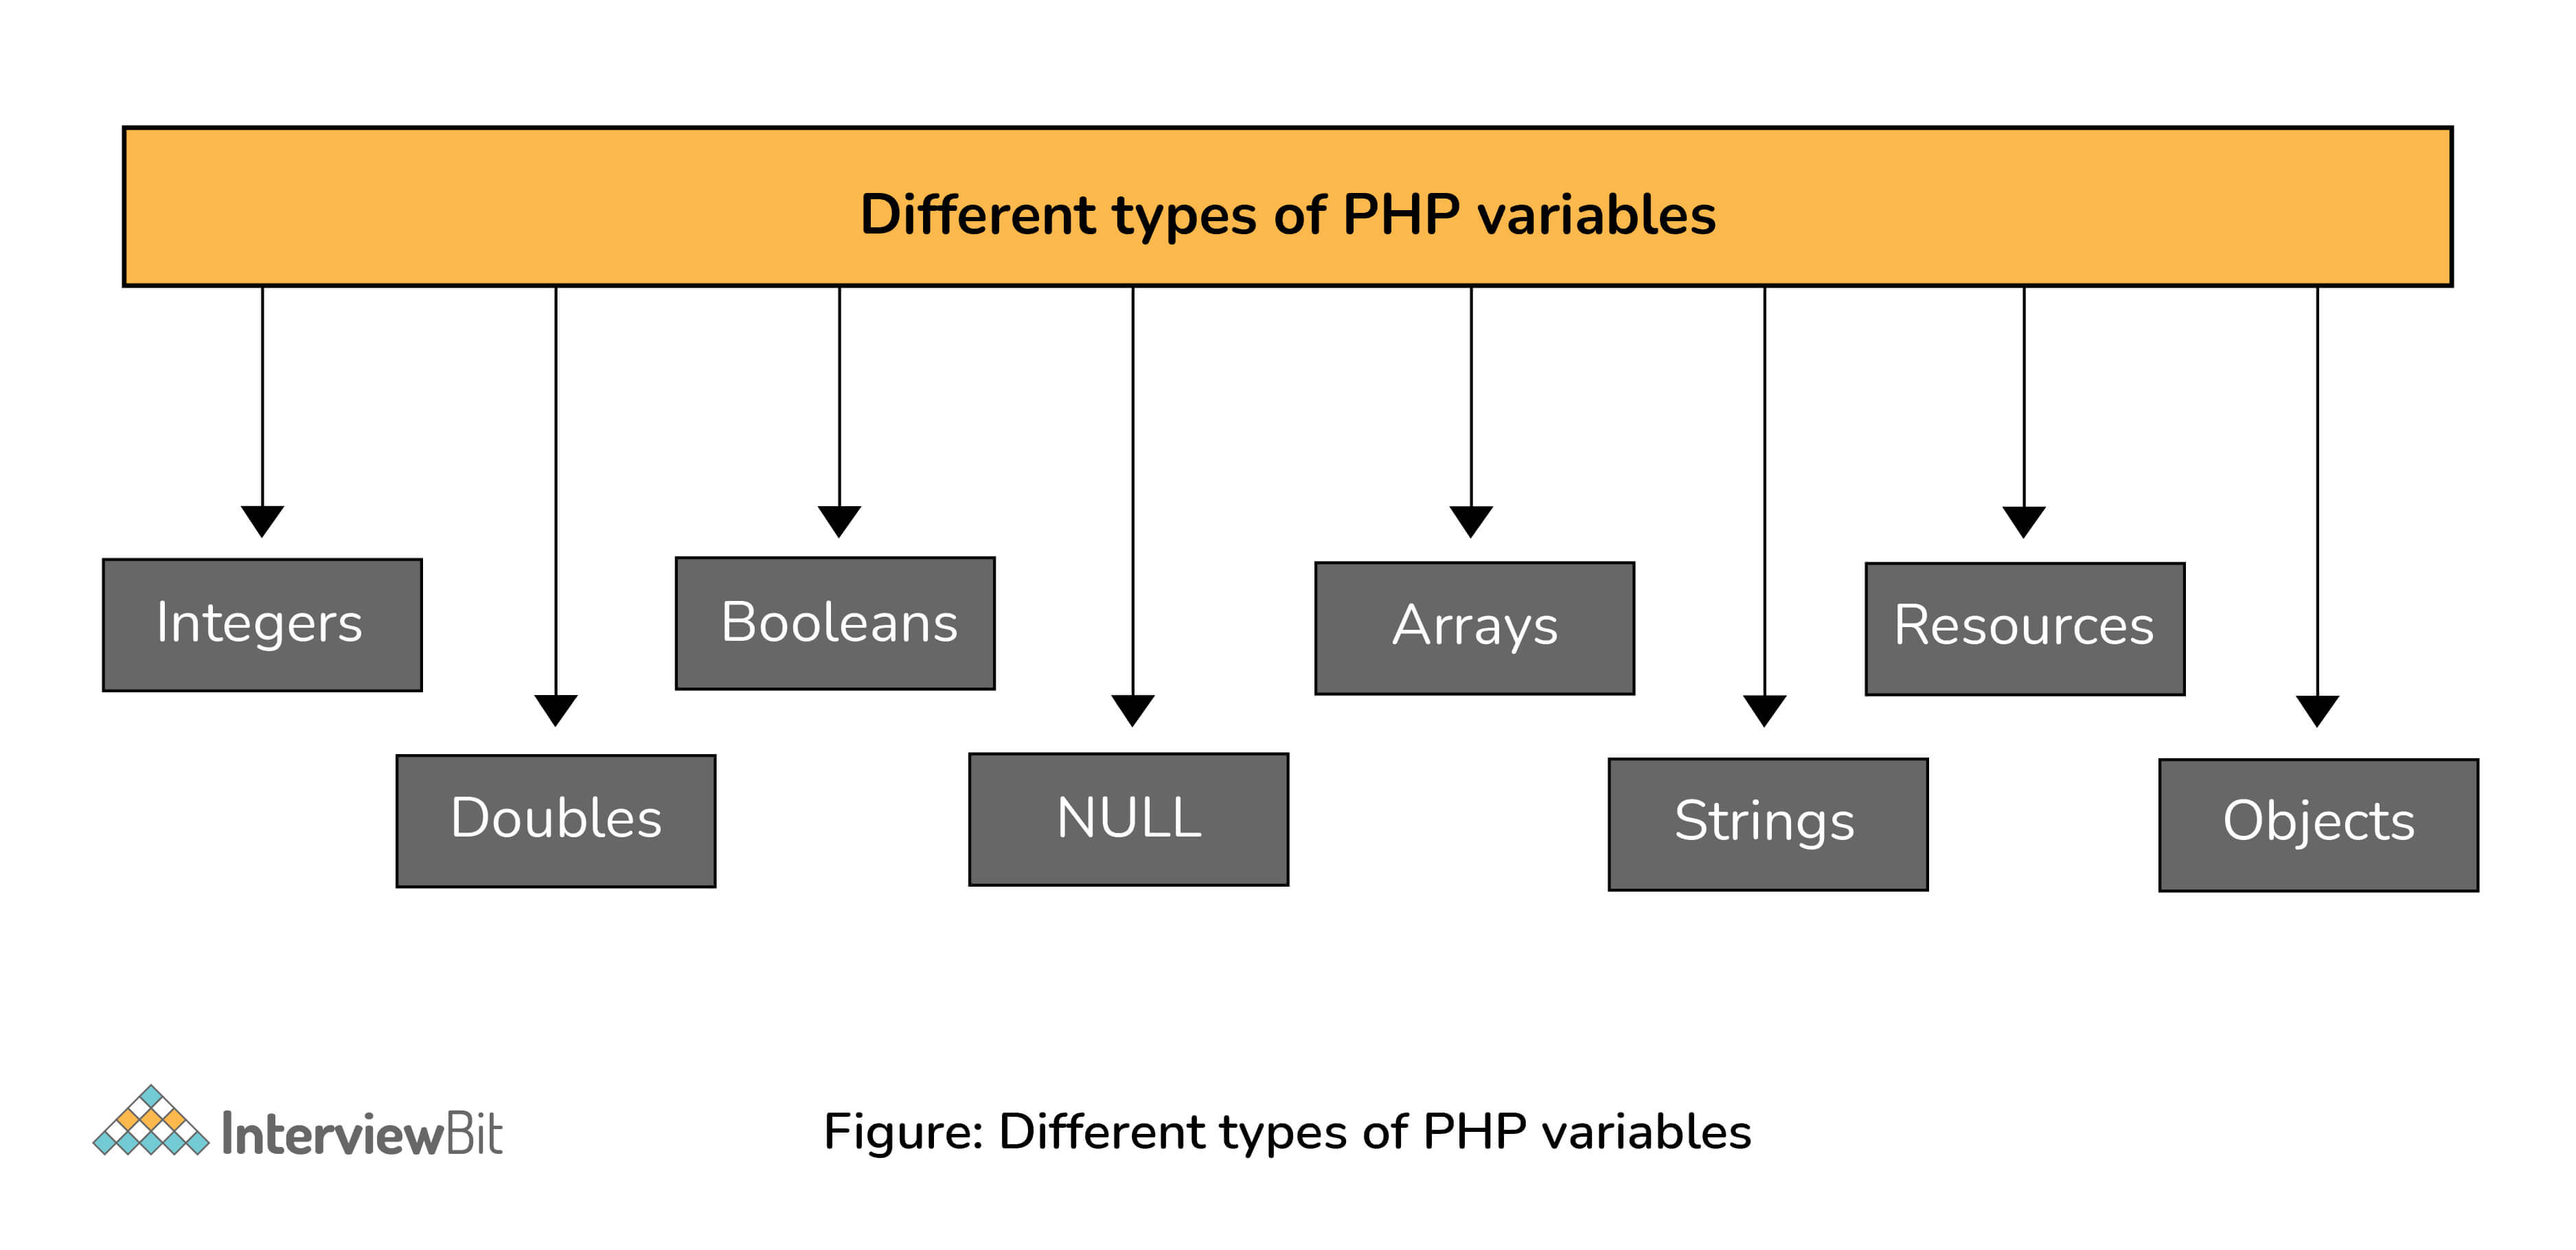 Different types of PHP variables
Integers
Booleans
Arrays
Resources
Doubles
NULL
Strings
Objects
InterviewBit
Figure: Different types of PHP variables